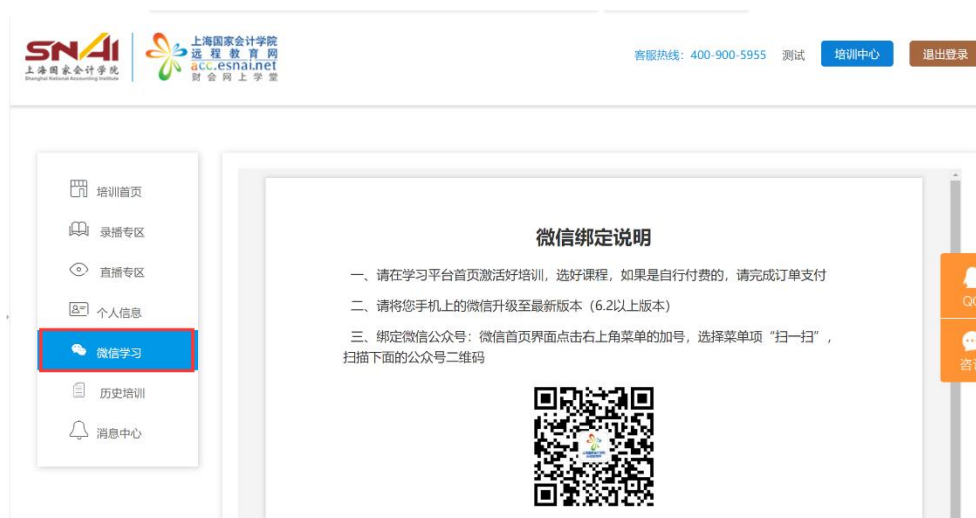 SNAI
上海国家会计学院
Shanghai National Accounting Institute
上海国家会计学院
远程教育网
acc.esnai.net
财会网上学堂
客服热线：400-900-5955 测试 培训中心 退出登录
培训首页
录播专区
直播专区
个人信息
微信学习
历史培训
消息中心
微信绑定说明
一、请在学习平台首页激活好培训，选好课程，如果是自行付费的，请完成订单支付
二、请将您手机上的微信升级至最新版本（6.2以上版本）
三、绑定微信公众号：微信首页界面点击右上角菜单的加号，选择菜单项“扫一扫”，
扫描下面的公众号二维码